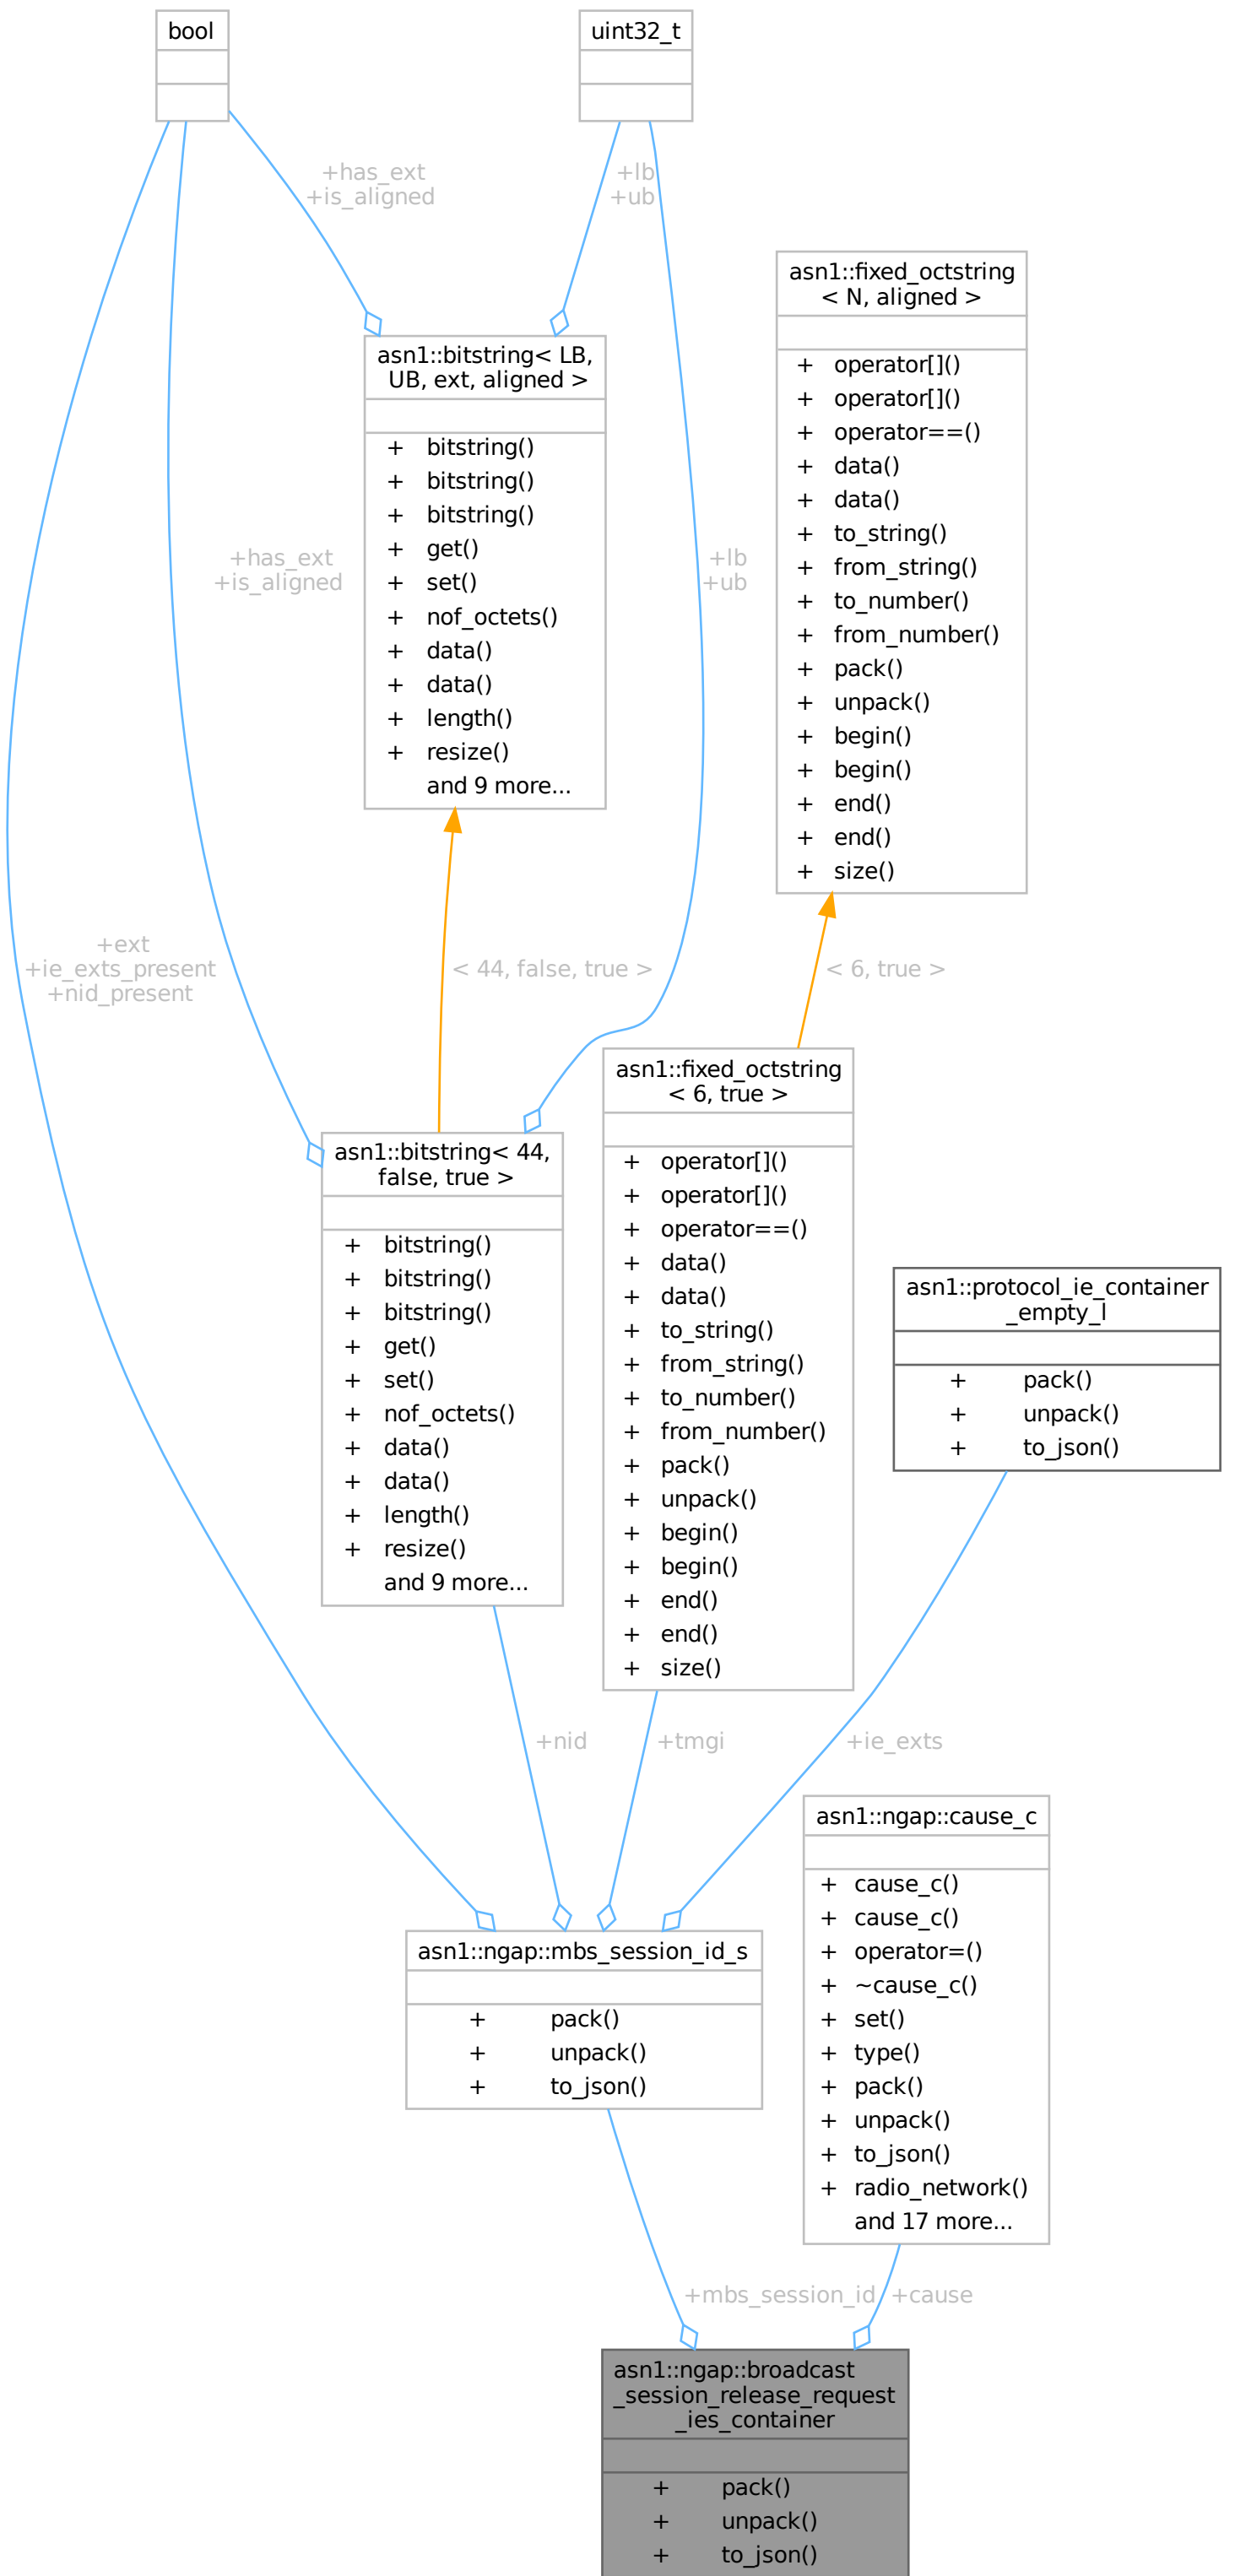 bool
uint32_t
+has_ext
+is_aligned
+lb
+ub
asn1::fixed_octstring
< N, aligned >
+ operator[]()
+ operator[]()
+ operator==()
+ data()
+ data()
+ to_string()
+ from_string()
+ to_number()
+ from_number()
+ pack()
+ unpack()
+ begin()
+ begin()
+ end()
+ end()
+ size()
asn1::bitstring< LB,
UB, ext, aligned >
+ bitstring()
+ bitstring()
+ bitstring()
+ get()
+ set()
+ nof_octets()
+ data()
+ data()
+ length()
+ resize()
and 9 more...
+has_ext
+is_aligned
+lb
+ub
+ext
+ie_exts_present
+nid_present
< 44, false, true >
< 6, true >
asn1::fixed_octstring
< 6, true >
+ operator[]()
+ operator[]()
+ operator==()
+ data()
+ data()
+ to_string()
+ from_string()
+ to_number()
+ from_number()
+ pack()
+ unpack()
+ begin()
+ begin()
+ end()
+ end()
+ size()
asn1::bitstring< 44,
false, true >
+ bitstring()
+ bitstring()
+ bitstring()
+ get()
+ set()
+ nof_octets()
+ data()
+ data()
+ length()
+ resize()
and 9 more...
asn1::protocol_ie_container
_empty_l
+ pack()
+ unpack()
+ to_json()
+nid
+tmgi
+ie_exts
asn1::ngap::cause_c
+ cause_c()
+ cause_c()
+ operator=()
+ ~cause_c()
+ set()
+ type()
+ pack()
+ unpack()
+ to_json()
+ radio_network()
and 17 more...
asn1::ngap::mbs_session_id_s
+ pack()
+ unpack()
+ to_json()
+mbs_session_id
+cause
asn1::ngap::broadcast
_session_release_request
_ies_container
+ pack()
+ unpack()
+ to_json()